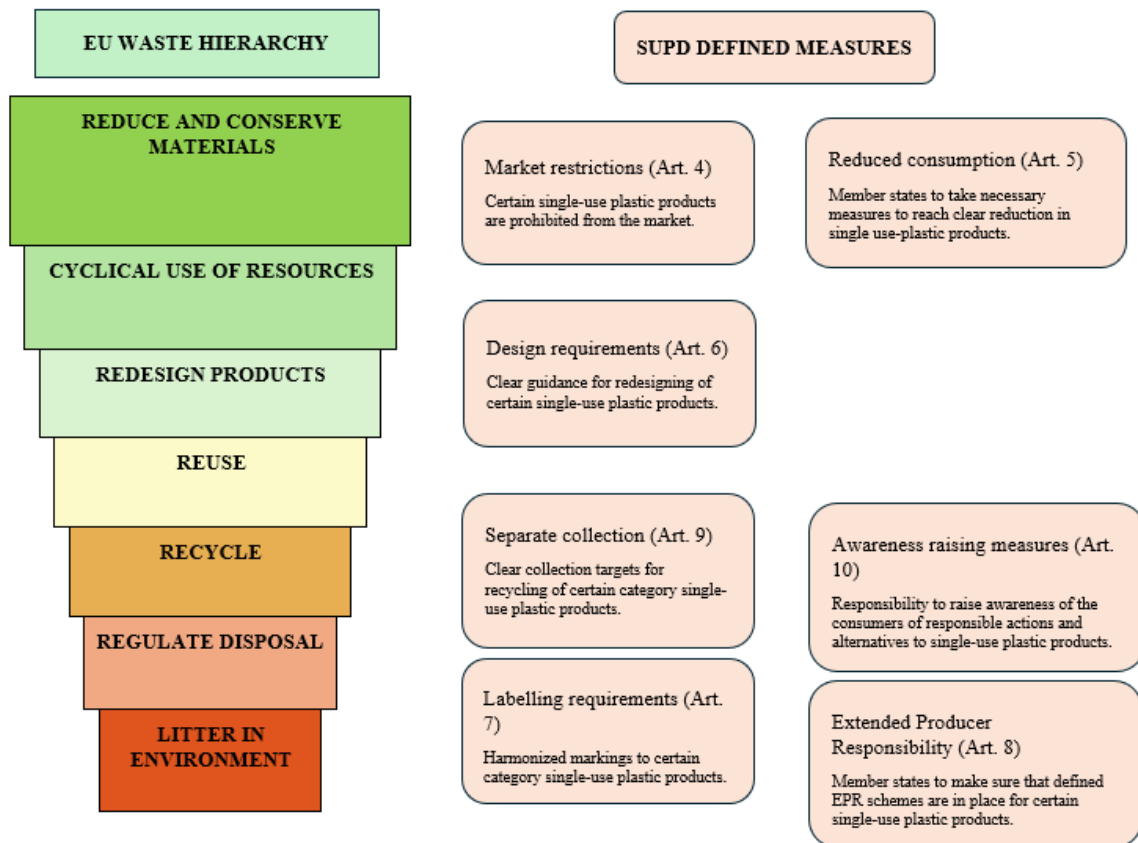 EU WASTE HIERARCHY
SUPD DEFINED MEASURES
REDUCE AND CONSERVE
MATERIALS
CYCLICAL USE OF RESOURCES
REDESIGN PRODUCTS
REUSE
RECYCLE
REGULATE DISPOSAL
LITTER IN
ENVIRONMENT
Market restrictions (Art. 4)
Certain single-use plastic products
are prohibited from the market.
Reduced consumption (Art. 5)
Member states to take necessary
measures to reach clear reduction in
single use-plastic products.
Design requirements (Art. 6)
Clear guidance for redesigning of
certain single-use plastic products.
Separate collection (Art. 9)
Clear collection targets for
recycling of certain category single-
use plastic products.
Awareness raising measures (Art.
10)
Responsibility to raise awareness of the
consumers of responsible actions and
alternatives to single-use plastic products.
Labelling requirements (Art.
7)
Harmonized markings to certain
category single-use plastic products.
Extended Producer
Responsibility (Art. 8)
Member states to make sure that defined
EPR schemes are in place for certain
single-use plastic products.